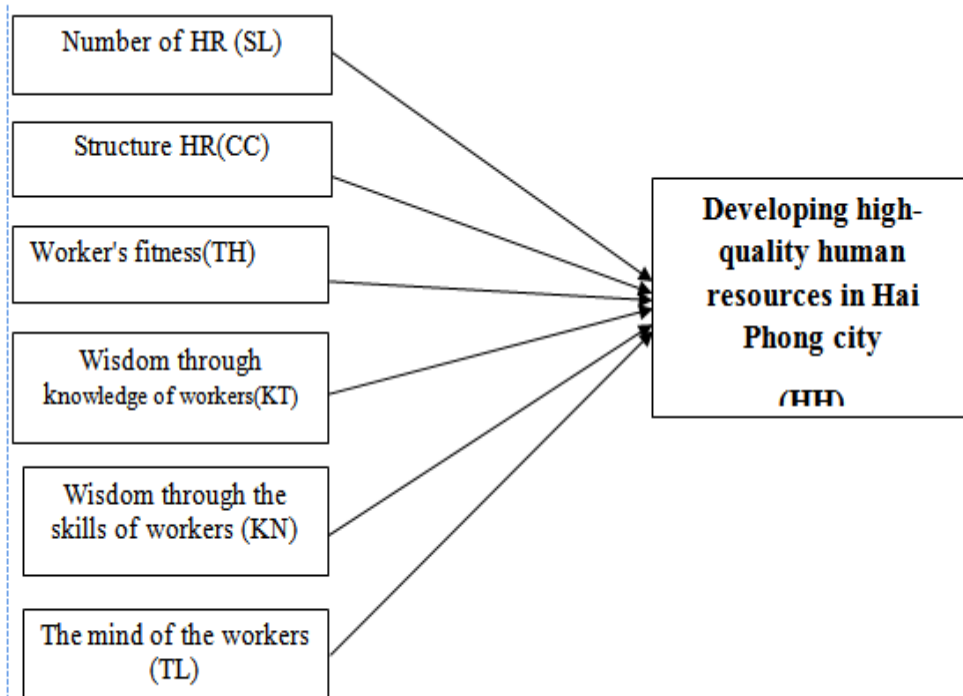 Number of HR (SL)
Structure HR(CC)
Worker's fitness(TH)
Wisdom through
knowledge of workers(KT)
Wisdom through the
skills of workers (KN)
The mind of the workers
(TL)
Developing high-
quality human
resources in Hai
Phong city
(HH)